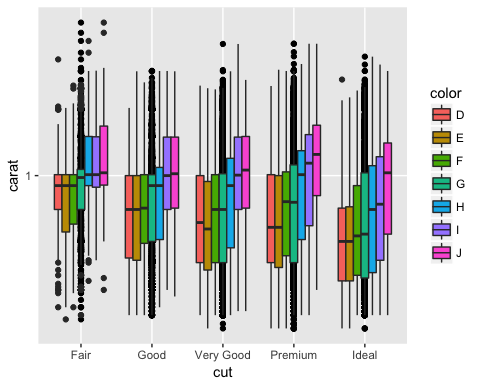 carat
1
Fair
Good
Very Good
Premium
Ideal
cut
color
D
E
F
G
H
I
J